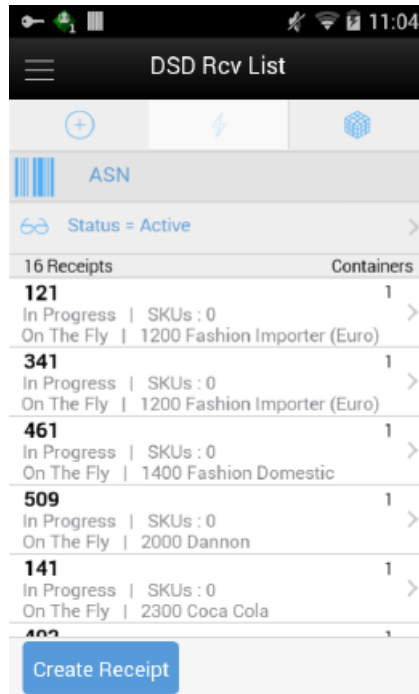 1
11:04
DSD Rcv List
ASN
Status = Active
16 Receipts Containers
121 1
In Progress | SKUs : 0
On The Fly | 1200 Fashion Importer (Euro)
341 1
In Progress | SKUs : 0
On The Fly | 1200 Fashion Importer (Euro)
461 1
In Progress | SKUs : 0
On The Fly | 1400 Fashion Domestic
509 1
In Progress | SKUs : 0
On The Fly | 2000 Dannon
141 1
In Progress | SKUs : 0
On The Fly | 2300 Coca Cola
Create Receipt